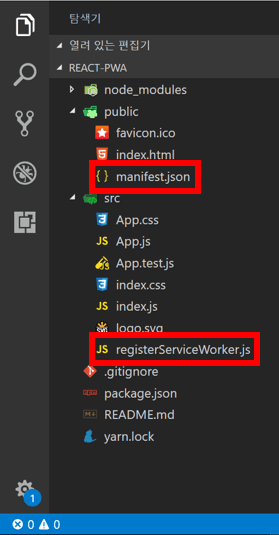 탐색기
열려 있는 편집기
REACT-PWA
node_modules
public
favicon.ico
index.html
{ } manifest.json
src
App.css
JS App.js
App.test.js
index.css
JS index.js
logo.svg
JS registerServiceWorker.js
.gitignore
package.json
README.md
yarn.lock
1
0 0